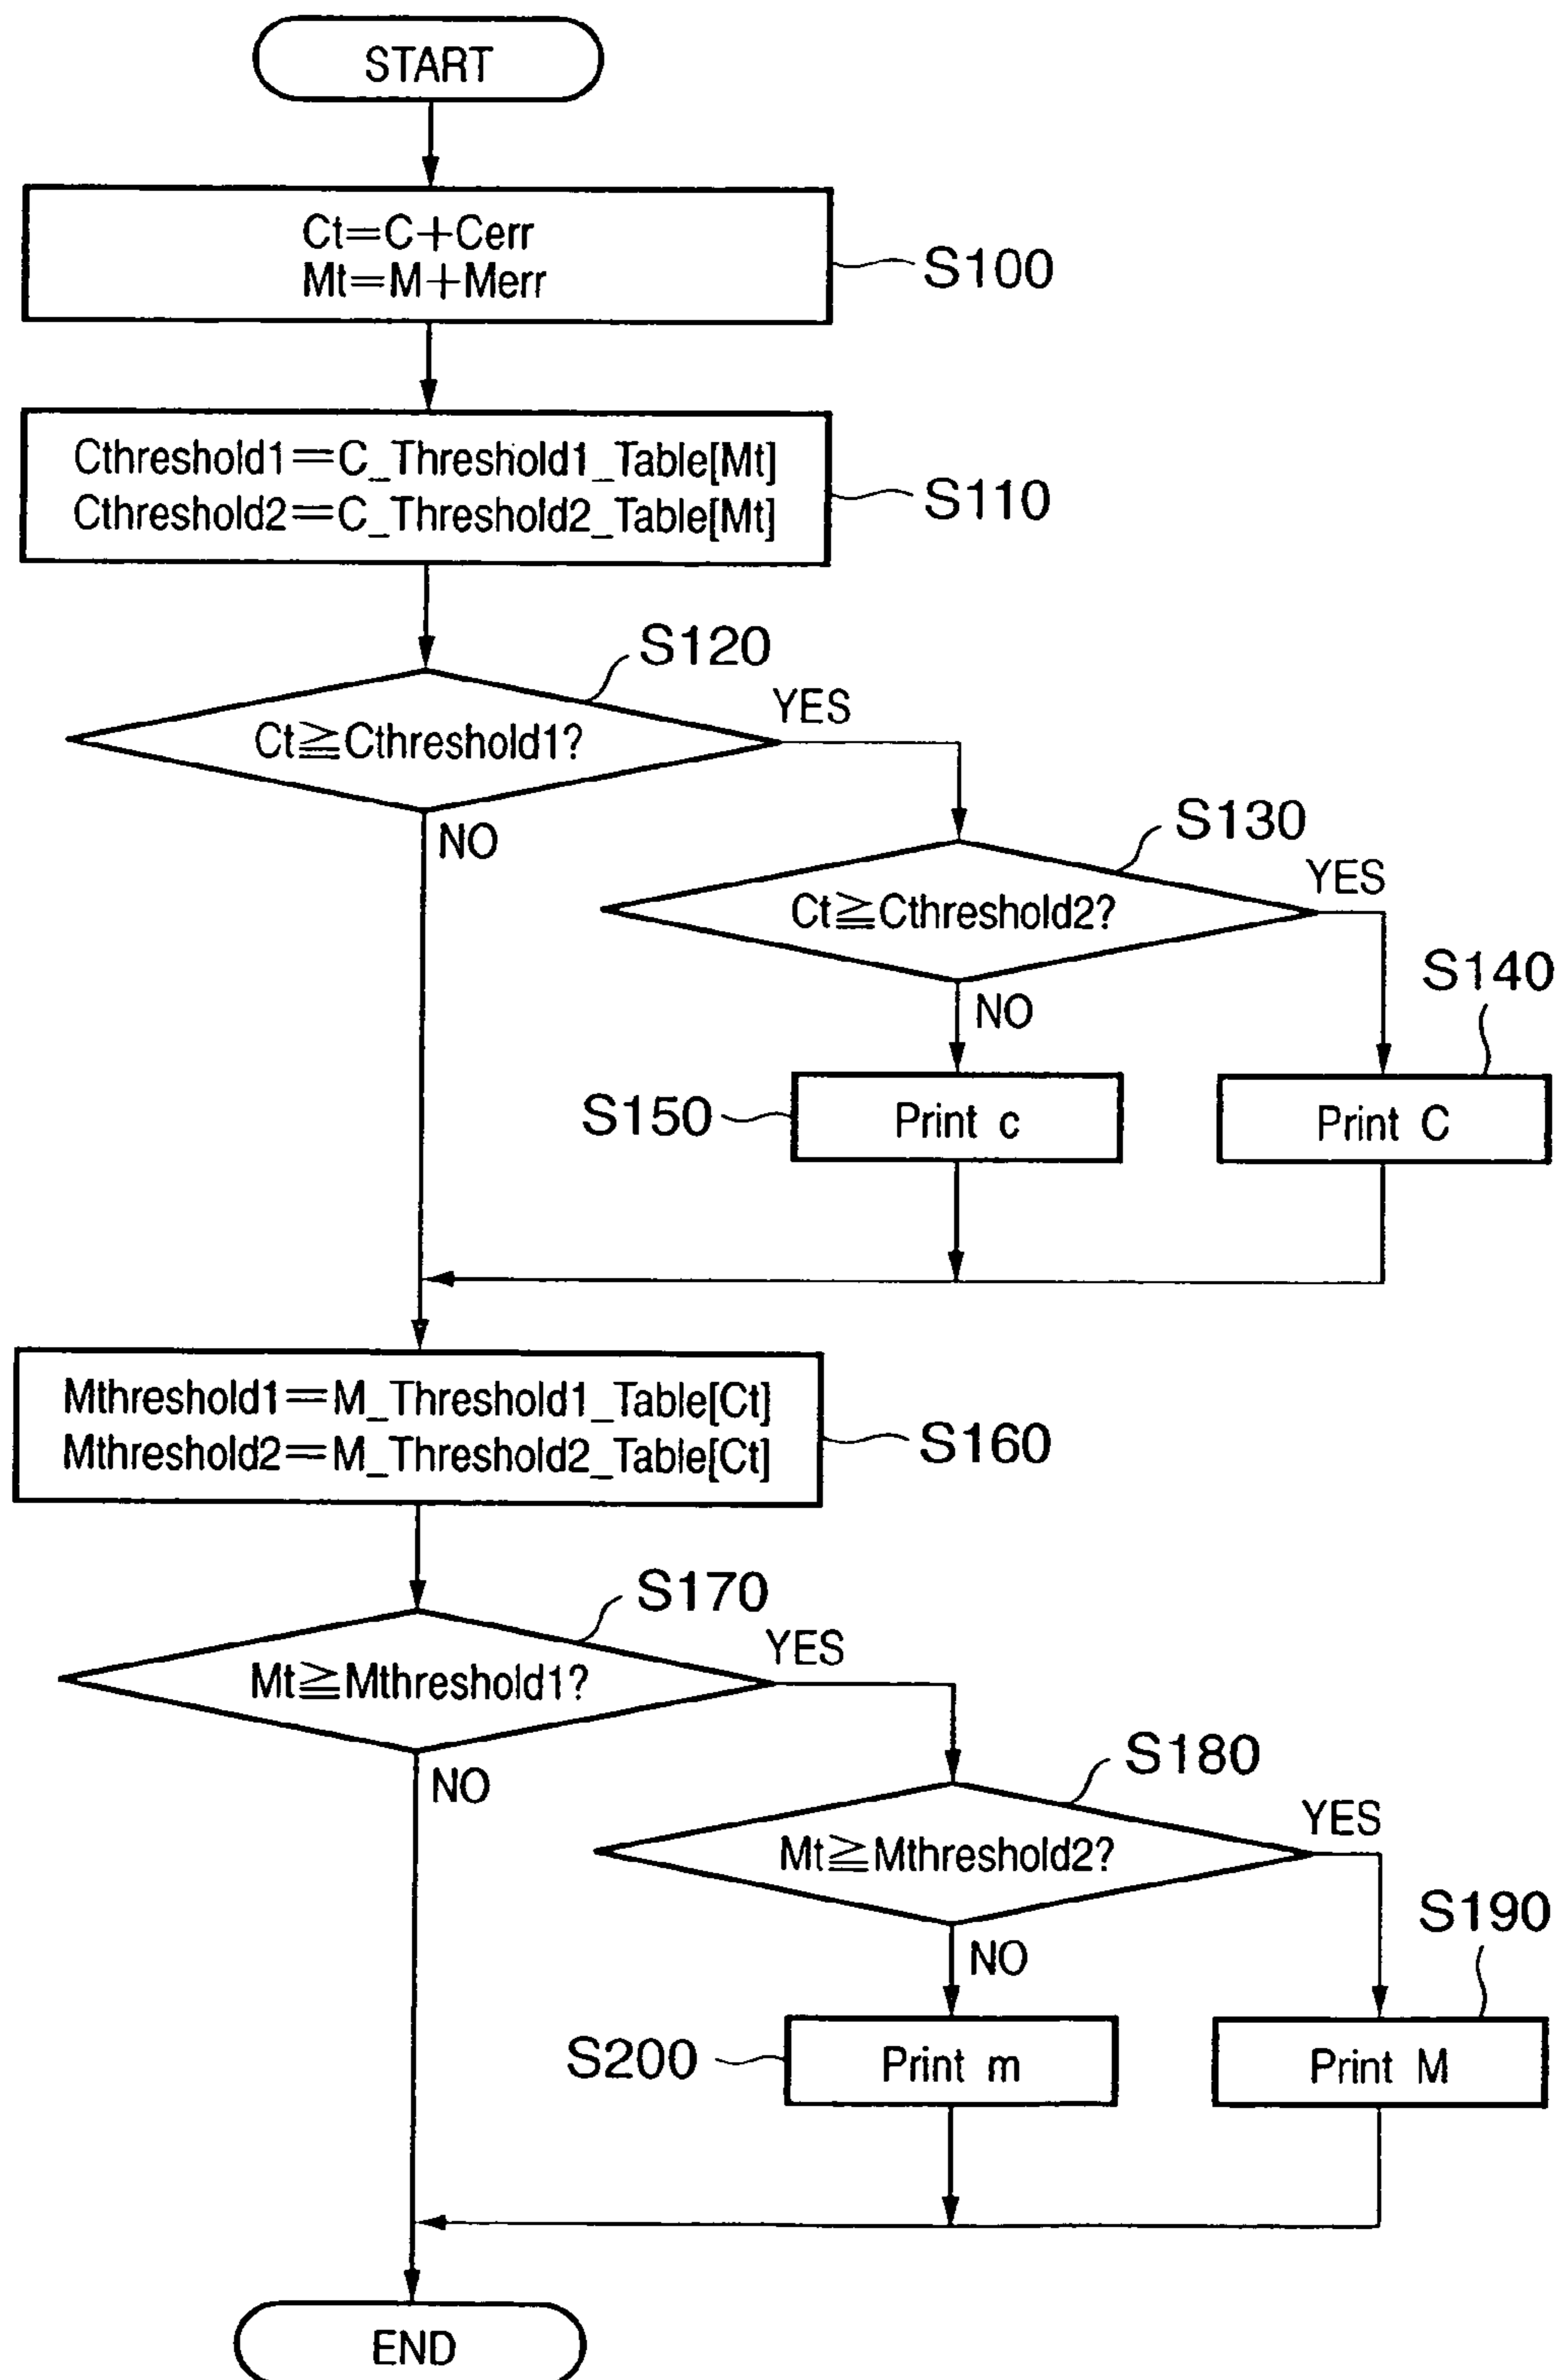 START
Ct=C+Cerr
Mt=M+Merr
S100
Cthreshold1=C_Threshold1_Table[Mt]
Cthreshold2=C_Threshold2_Table[Mt]
S110
S120
Ct≧Cthreshold1?
YES
NO
S130
Ct≧Cthreshold2?
YES
NO
S140
S150
Print c
Print C
Mthreshold1=M_Threshold1_Table[Ct]
Mthreshold2=M_Threshold2_Table[Ct]
S160
S170
Mt≧Mthreshold1?
YES
NO
S180
Mt≧Mthreshold2?
YES
NO
S190
S200
Print m
Print M
END